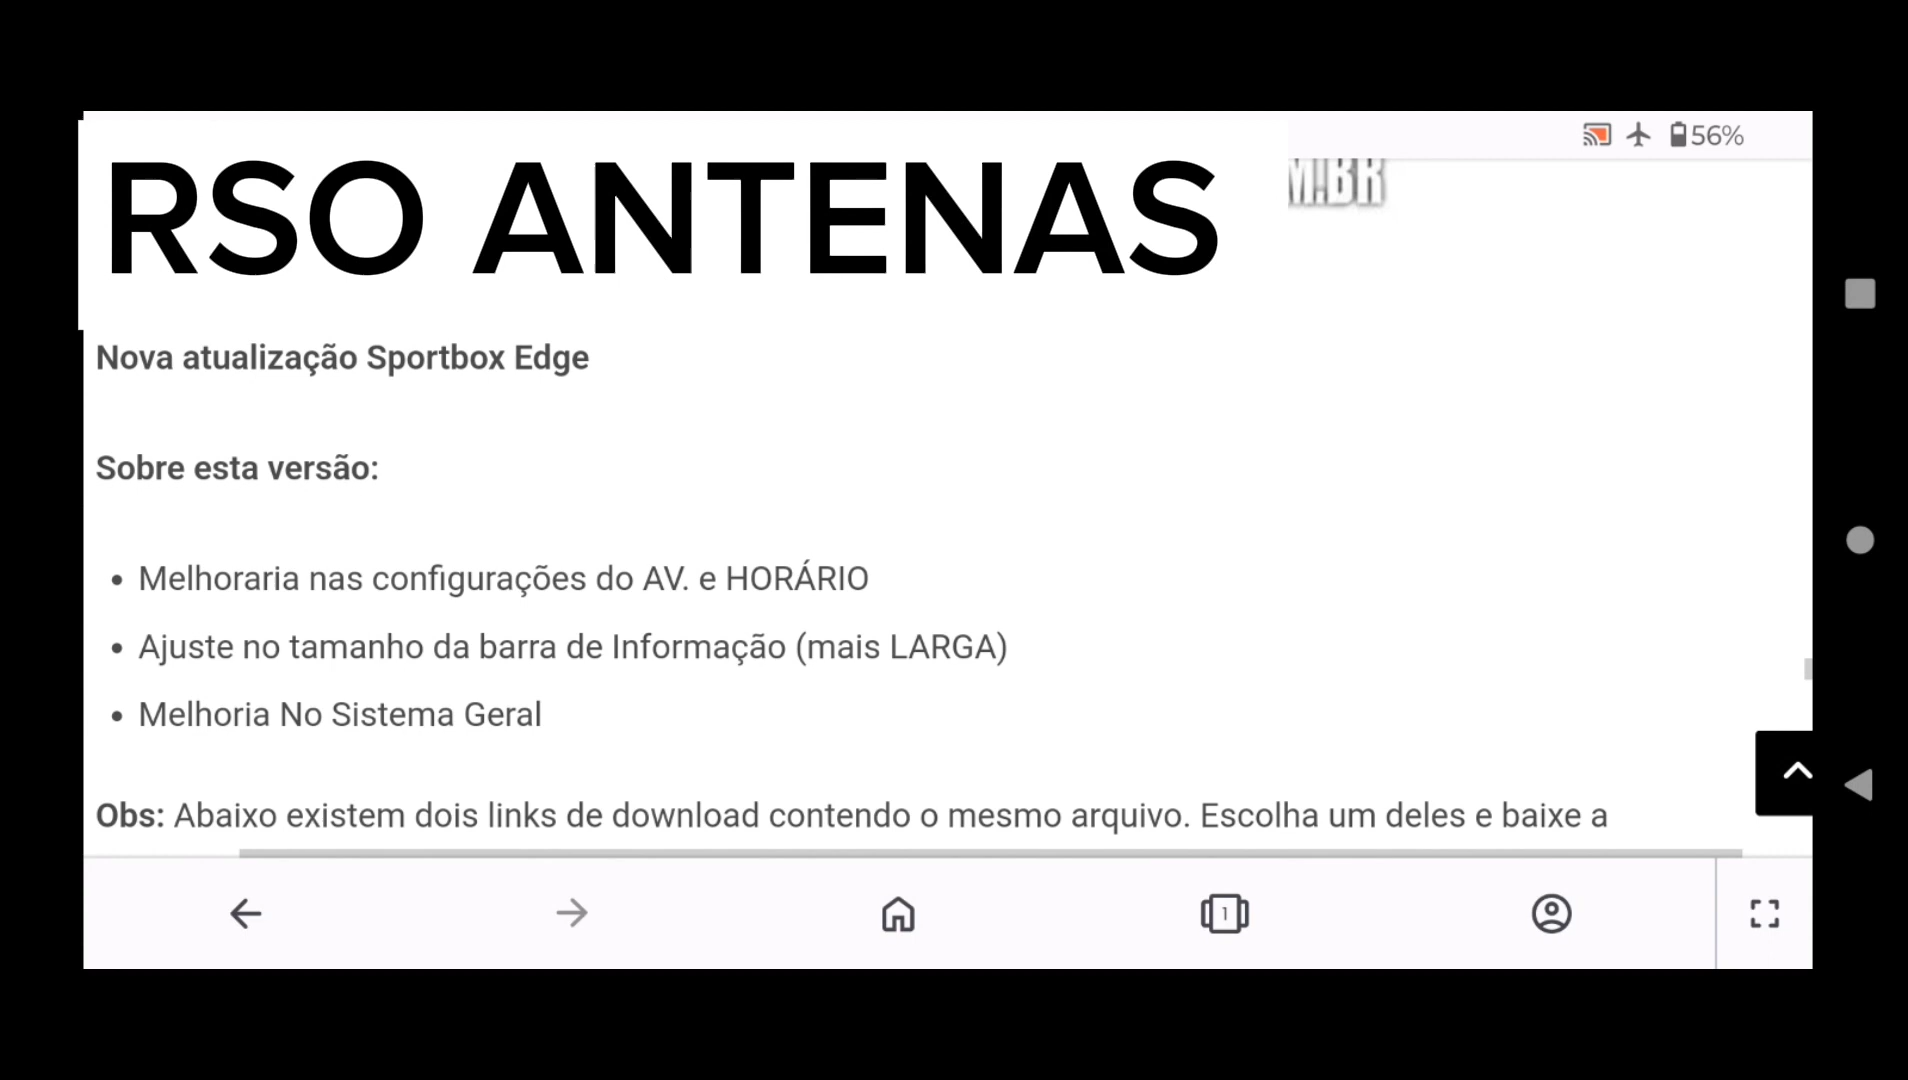 56%
RSO ANTENAS
M.BR
Nova atualização Sportbox Edge
Sobre esta versão:
• Melhoraria nas configurações do AV. e HORÁRIO
• Ajuste no tamanho da barra de Informação (mais LARGA)
• Melhoria No Sistema Geral
Obs: Abaixo existem dois links de download contendo o mesmo arquivo. Escolha um deles e baixe a
1